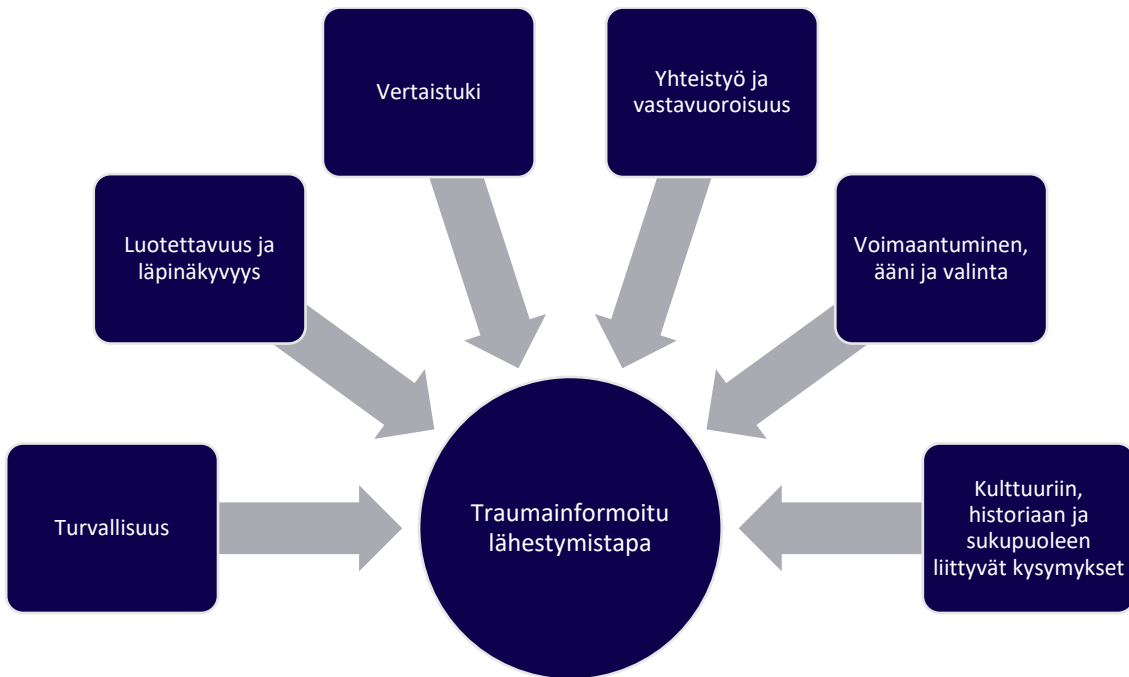 Vertaistuki
Yhteistyö ja
vastavuoroisuus
Luotettavuus ja
läpinäkyvyys
Voimaantuminen,
ääni ja valinta
Turvallisuus
Traumainformoitu
lähestymistapa
Kulttuuriin,
historiaan ja
sukupuoleen
liittyvät kysymykset